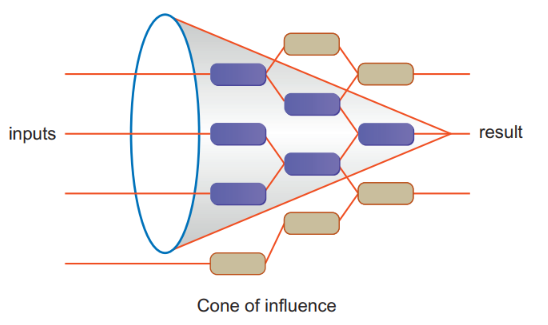 inputs
result
Cone of influence